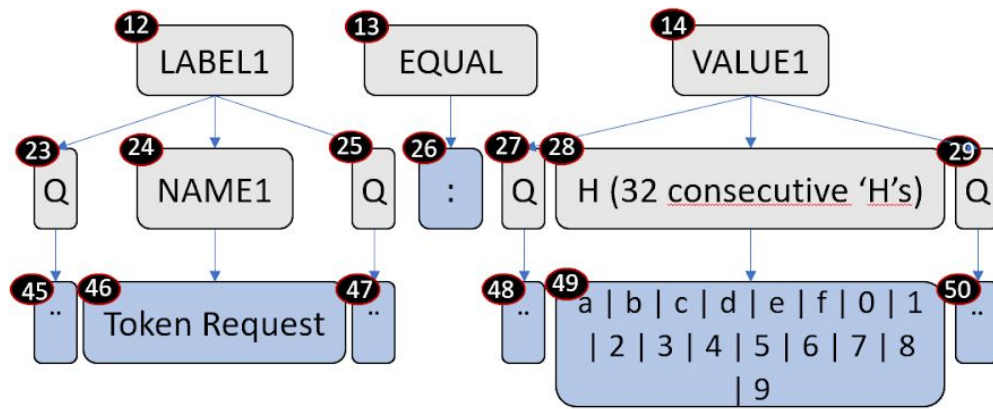 12 13 14
LABEL1 EQUAL VALUE1
23 24 25 26 27 28 29
Q NAME1 Q : Q H (32 consecutive ‘H’s) Q
45 46 47 48 49 50
¨ Token Request ¨ ¨ a | b | c | d | e | f | 0 | 1 ¨
| 2 | 3 | 4 | 5 | 6 | 7 | 8
| 9